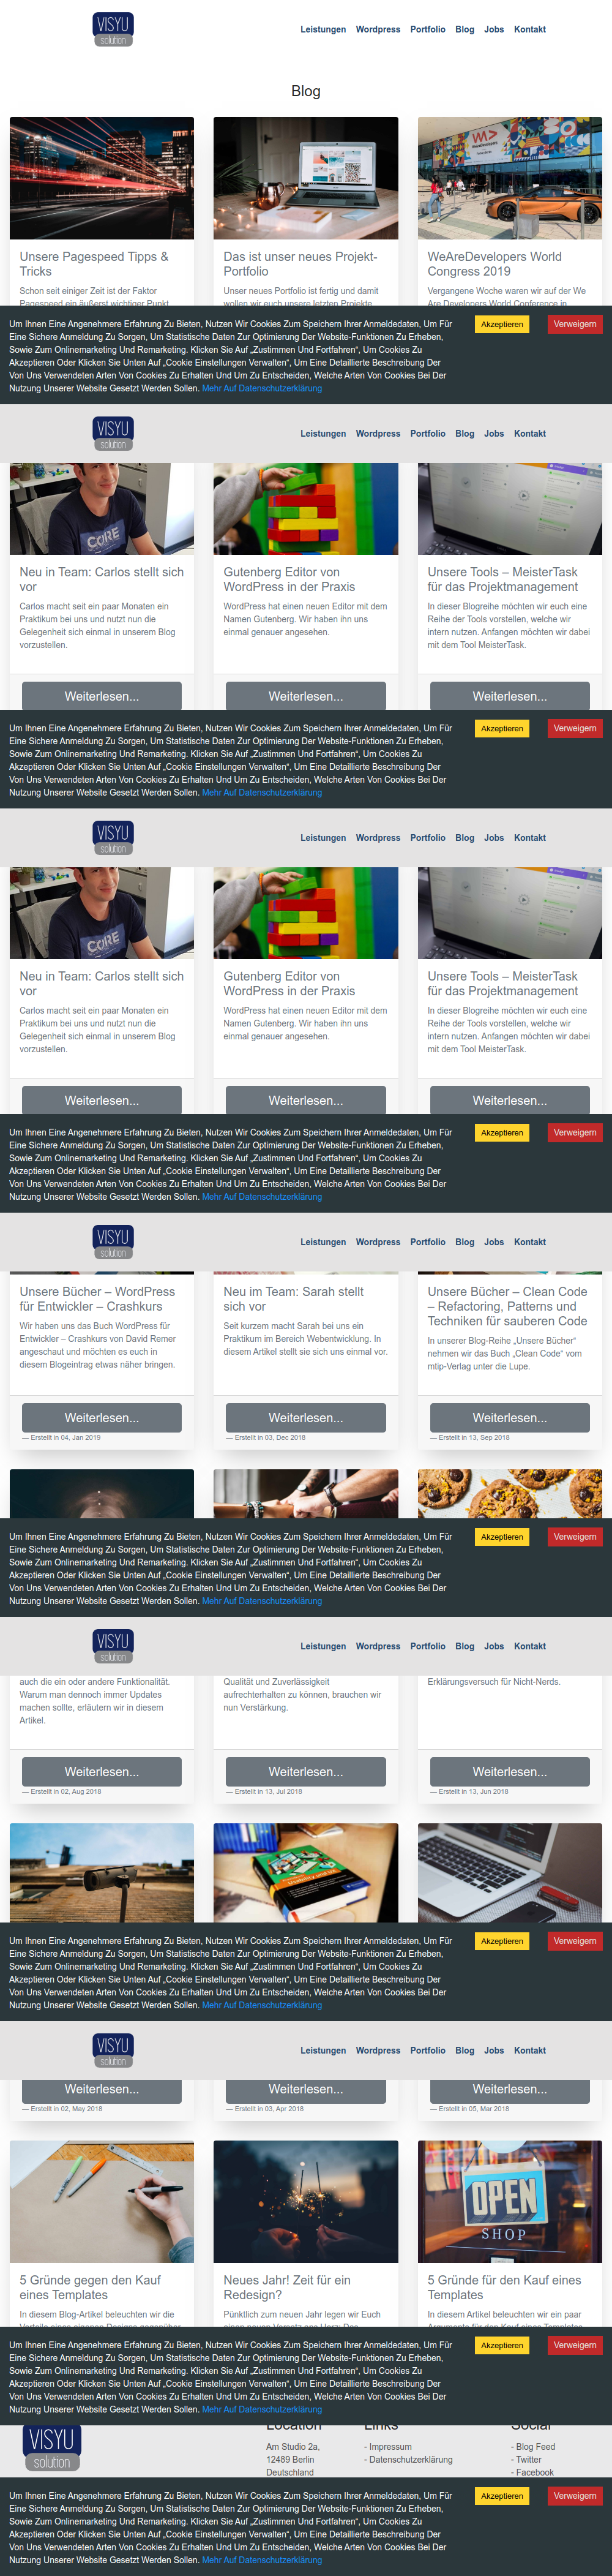 VISYU
solution
Leistungen Wordpress Portfolio Blog Jobs Kontakt
Blog
Unsere Pagespeed Tipps &
Tricks
Schon seit einiger Zeit ist der Faktor
Pagespeed ein äußerst wichtiger Punkt
Das ist unser neues Projekt-
Portfolio
Unser neues Portfolio ist fertig und damit
wollen wir euch unsere letzten Projekte
WeAreDevelopers World
Congress 2019
Vergangene Woche waren wir auf der We
Are Developers World Conference in
Um Ihnen Eine Angenehmere Erfahrung Zu Bieten, Nutzen Wir Cookies Zum Speichern Ihrer Anmeldedaten, Um Für
Eine Sichere Anmeldung Zu Sorgen, Um Statistische Daten Zur Optimierung Der Website-Funktionen Zu Erheben,
Sowie Zum Onlinemarketing Und Remarketing. Klicken Sie Auf „Zustimmen Und Fortfahren“, Um Cookies Zu
Akzeptieren Oder Klicken Sie Unten Auf „Cookie Einstellungen Verwalten“, Um Eine Detaillierte Beschreibung Der
Von Uns Verwendeten Arten Von Cookies Zu Erhalten Und Um Zu Entscheiden, Welche Arten Von Cookies Bei Der
Nutzung Unserer Website Gesetzt Werden Sollen. Mehr Auf Datenschutzerklärung
Akzeptieren
Verweigern
VISYU
solution
Leistungen Wordpress Portfolio Blog Jobs Kontakt
CORE
Neu in Team: Carlos stellt sich
vor
Carlos macht seit ein paar Monaten ein
Praktikum bei uns und nutzt nun die
Gelegenheit sich einmal in unserem Blog
vorzustellen.
Weiterlesen...
Gutenberg Editor von
WordPress in der Praxis
WordPress hat einen neuen Editor mit dem
Namen Gutenberg. Wir haben ihn uns
einmal genauer angesehen.
Weiterlesen...
Unsere Tools – MeisterTask
für das Projektmanagement
In dieser Blogreihe möchten wir euch eine
Reihe der Tools vorstellen, welche wir
intern nutzen. Anfangen möchten wir dabei
mit dem Tool MeisterTask.
Weiterlesen...
Um Ihnen Eine Angenehmere Erfahrung Zu Bieten, Nutzen Wir Cookies Zum Speichern Ihrer Anmeldedaten, Um Für
Eine Sichere Anmeldung Zu Sorgen, Um Statistische Daten Zur Optimierung Der Website-Funktionen Zu Erheben,
Sowie Zum Onlinemarketing Und Remarketing. Klicken Sie Auf „Zustimmen Und Fortfahren“, Um Cookies Zu
Akzeptieren Oder Klicken Sie Unten Auf „Cookie Einstellungen Verwalten“, Um Eine Detaillierte Beschreibung Der
Von Uns Verwendeten Arten Von Cookies Zu Erhalten Und Um Zu Entscheiden, Welche Arten Von Cookies Bei Der
Nutzung Unserer Website Gesetzt Werden Sollen. Mehr Auf Datenschutzerklärung
Akzeptieren
Verweigern
VISYU
solution
Leistungen Wordpress Portfolio Blog Jobs Kontakt
CORE
Neu in Team: Carlos stellt sich
vor
Carlos macht seit ein paar Monaten ein
Praktikum bei uns und nutzt nun die
Gelegenheit sich einmal in unserem Blog
vorzustellen.
Weiterlesen...
Gutenberg Editor von
WordPress in der Praxis
WordPress hat einen neuen Editor mit dem
Namen Gutenberg. Wir haben ihn uns
einmal genauer angesehen.
Weiterlesen...
Unsere Tools – MeisterTask
für das Projektmanagement
In dieser Blogreihe möchten wir euch eine
Reihe der Tools vorstellen, welche wir
intern nutzen. Anfangen möchten wir dabei
mit dem Tool MeisterTask.
Weiterlesen...
Um Ihnen Eine Angenehmere Erfahrung Zu Bieten, Nutzen Wir Cookies Zum Speichern Ihrer Anmeldedaten, Um Für
Eine Sichere Anmeldung Zu Sorgen, Um Statistische Daten Zur Optimierung Der Website-Funktionen Zu Erheben,
Sowie Zum Onlinemarketing Und Remarketing. Klicken Sie Auf „Zustimmen Und Fortfahren“, Um Cookies Zu
Akzeptieren Oder Klicken Sie Unten Auf „Cookie Einstellungen Verwalten“, Um Eine Detaillierte Beschreibung Der
Von Uns Verwendeten Arten Von Cookies Zu Erhalten Und Um Zu Entscheiden, Welche Arten Von Cookies Bei Der
Nutzung Unserer Website Gesetzt Werden Sollen. Mehr Auf Datenschutzerklärung
Akzeptieren
Verweigern
VISYU
solution
Leistungen Wordpress Portfolio Blog Jobs Kontakt
Unsere Bücher – WordPress
für Entwickler – Crashkurs
Wir haben uns das Buch WordPress für
Entwickler – Crashkurs von David Remer
angeschaut und möchten es euch in
diesem Blogeintrag etwas näher bringen.
Weiterlesen...
— Erstellt in 04, Jan 2019
Neu im Team: Sarah stellt
sich vor
Seit kurzem macht Sarah bei uns ein
Praktikum im Bereich Webentwicklung. In
diesem Artikel stellt sie sich uns einmal vor.
Weiterlesen...
— Erstellt in 03, Dec 2018
Unsere Bücher – Clean Code
– Refactoring, Patterns und
Techniken für sauberen Code
In unserer Blog-Reihe „Unsere Bücher“
nehmen wir das Buch „Clean Code“ vom
mtip-Verlag unter die Lupe.
Weiterlesen...
— Erstellt in 13, Sep 2018
Um Ihnen Eine Angenehmere Erfahrung Zu Bieten, Nutzen Wir Cookies Zum Speichern Ihrer Anmeldedaten, Um Für
Eine Sichere Anmeldung Zu Sorgen, Um Statistische Daten Zur Optimierung Der Website-Funktionen Zu Erheben,
Sowie Zum Onlinemarketing Und Remarketing. Klicken Sie Auf „Zustimmen Und Fortfahren“, Um Cookies Zu
Akzeptieren Oder Klicken Sie Unten Auf „Cookie Einstellungen Verwalten“, Um Eine Detaillierte Beschreibung Der
Von Uns Verwendeten Arten Von Cookies Zu Erhalten Und Um Zu Entscheiden, Welche Arten Von Cookies Bei Der
Nutzung Unserer Website Gesetzt Werden Sollen. Mehr Auf Datenschutzerklärung
Akzeptieren
Verweigern
VISYU
solution
Leistungen Wordpress Portfolio Blog Jobs Kontakt
auch die ein oder andere Funktionalität.
Warum man dennoch immer Updates
machen sollte, erläutern wir in diesem
Artikel.
Weiterlesen...
— Erstellt in 02, Aug 2018
Qualität und Zuverlässigkeit
aufrechterhalten zu können, brauchen wir
nun Verstärkung.
Weiterlesen...
— Erstellt in 13, Jul 2018
Erklärungsversuch für Nicht-Nerds.
Weiterlesen...
— Erstellt in 13, Jun 2018
Um Ihnen Eine Angenehmere Erfahrung Zu Bieten, Nutzen Wir Cookies Zum Speichern Ihrer Anmeldedaten, Um Für
Eine Sichere Anmeldung Zu Sorgen, Um Statistische Daten Zur Optimierung Der Website-Funktionen Zu Erheben,
Sowie Zum Onlinemarketing Und Remarketing. Klicken Sie Auf „Zustimmen Und Fortfahren“, Um Cookies Zu
Akzeptieren Oder Klicken Sie Unten Auf „Cookie Einstellungen Verwalten“, Um Eine Detaillierte Beschreibung Der
Von Uns Verwendeten Arten Von Cookies Zu Erhalten Und Um Zu Entscheiden, Welche Arten Von Cookies Bei Der
Nutzung Unserer Website Gesetzt Werden Sollen. Mehr Auf Datenschutzerklärung
Akzeptieren
Verweigern
VISYU
solution
Leistungen Wordpress Portfolio Blog Jobs Kontakt
Weiterlesen...
— Erstellt in 02, May 2018
Weiterlesen...
— Erstellt in 03, Apr 2018
Weiterlesen...
— Erstellt in 05, Mar 2018
OPEN
SHOP
5 Gründe gegen den Kauf
eines Templates
In diesem Blog-Artikel beleuchten wir die
Neues Jahr! Zeit für ein
Redesign?
Pünktlich zum neuen Jahr legen wir Euch
5 Gründe für den Kauf eines
Templates
In diesem Artikel beleuchten wir ein paar
Um Ihnen Eine Angenehmere Erfahrung Zu Bieten, Nutzen Wir Cookies Zum Speichern Ihrer Anmeldedaten, Um Für
Eine Sichere Anmeldung Zu Sorgen, Um Statistische Daten Zur Optimierung Der Website-Funktionen Zu Erheben,
Sowie Zum Onlinemarketing Und Remarketing. Klicken Sie Auf „Zustimmen Und Fortfahren“, Um Cookies Zu
Akzeptieren Oder Klicken Sie Unten Auf „Cookie Einstellungen Verwalten“, Um Eine Detaillierte Beschreibung Der
Von Uns Verwendeten Arten Von Cookies Zu Erhalten Und Um Zu Entscheiden, Welche Arten Von Cookies Bei Der
Nutzung Unserer Website Gesetzt Werden Sollen. Mehr Auf Datenschutzerklärung
Akzeptieren
Verweigern
VISYU
solution
Location
Am Studio 2a,
12489 Berlin
Deutschland
Links
- Impressum
- Datenschutzerklärung
Social
- Blog Feed
- Twitter
- Facebook
Um Ihnen Eine Angenehmere Erfahrung Zu Bieten, Nutzen Wir Cookies Zum Speichern Ihrer Anmeldedaten, Um Für
Eine Sichere Anmeldung Zu Sorgen, Um Statistische Daten Zur Optimierung Der Website-Funktionen Zu Erheben,
Sowie Zum Onlinemarketing Und Remarketing. Klicken Sie Auf „Zustimmen Und Fortfahren“, Um Cookies Zu
Akzeptieren Oder Klicken Sie Unten Auf „Cookie Einstellungen Verwalten“, Um Eine Detaillierte Beschreibung Der
Von Uns Verwendeten Arten Von Cookies Zu Erhalten Und Um Zu Entscheiden, Welche Arten Von Cookies Bei Der
Nutzung Unserer Website Gesetzt Werden Sollen. Mehr Auf Datenschutzerklärung
Akzeptieren
Verweigern